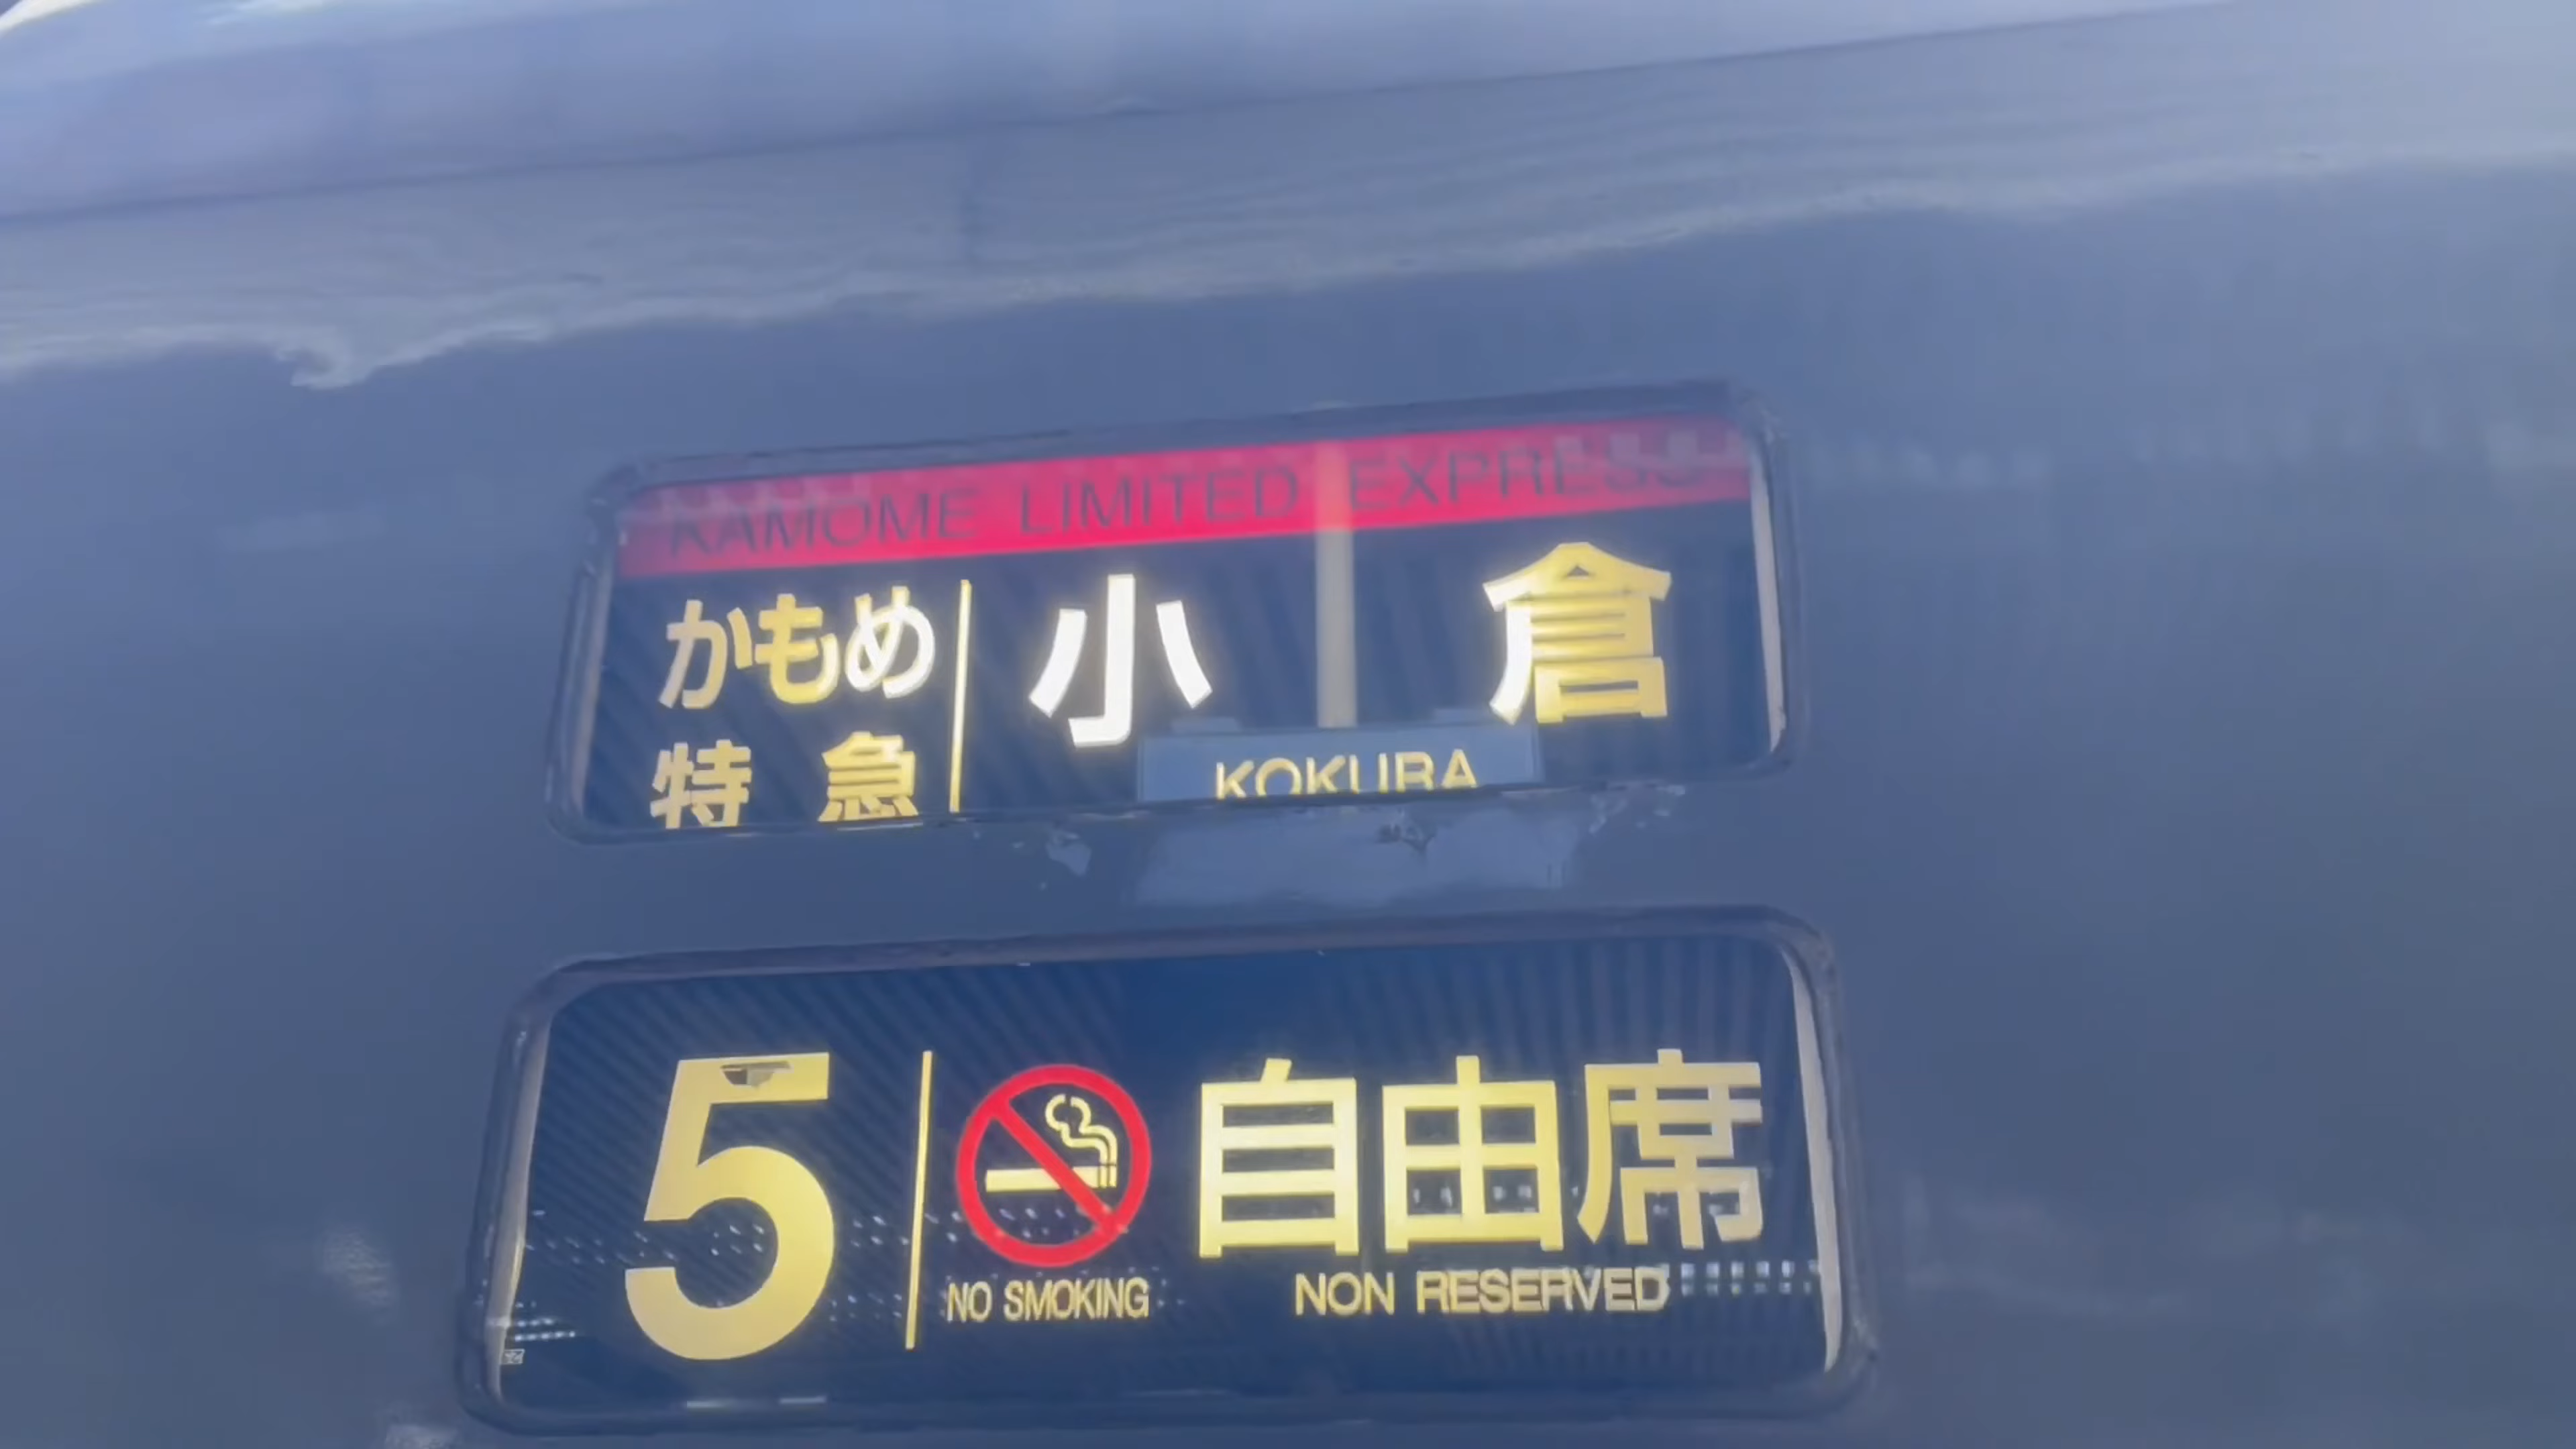 KAMOME LIMITED EXPRESS
かもめ 小倉
特急 KOKURA
5 自由席
NO SMOKING NON RESERVED